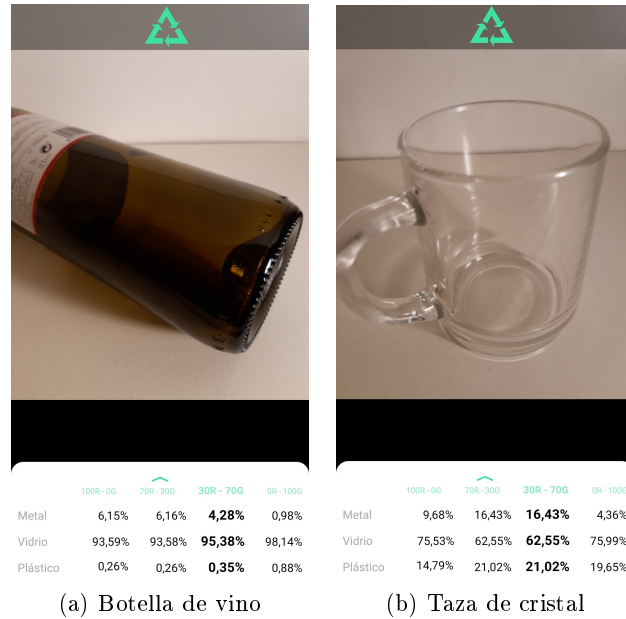 100R - 0G 70R - 30G 30R - 70G 0R - 100G
Metal 6,15% 6,16% 4,28% 0,98%
Vidrio 93,59% 93,58% 95,38% 98,14%
Plástico 0,26% 0,26% 0,35% 0,88%
(a) Botella de vino
100R - 0G 70R - 30G 30R - 70G 0R - 100G
Metal 9,68% 16,43% 16,43% 4,36%
Vidrio 75,53% 62,55% 62,55% 75,99%
Plástico 14,79% 21,02% 21,02% 19,65%
(b) Taza de cristal